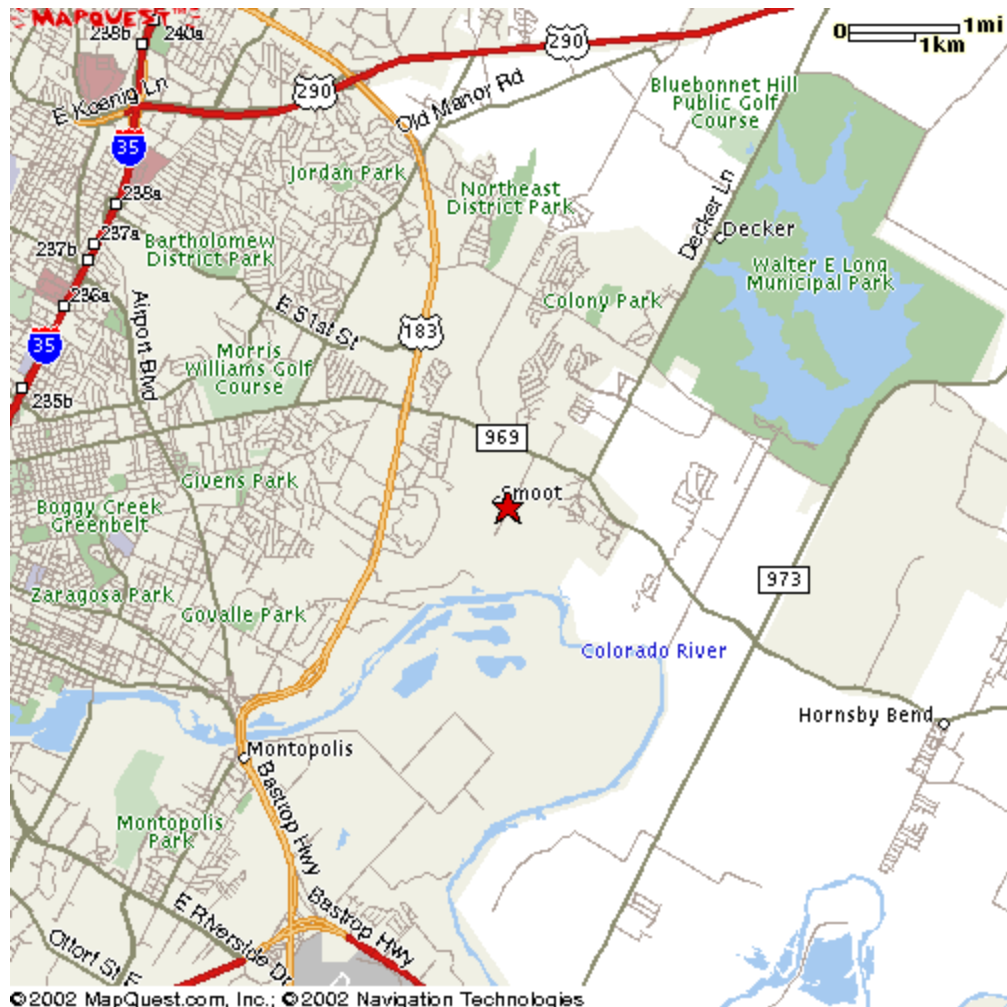 MAPQUEST
238b
240a
0
1mi
1km
290
E Koenig Ln
290
Old Manor Rd
Bluebonnet Hill
Public Golf
Course
35
Jordan Park
238a
Northeast
District Park
Decker Ln
Decker
237a
237b
Bartholomew
District Park
Walter E Long
Municipal Park
236a
Airport Blvd
E 51st St
Colony Park
183
35
Morris
Williams Golf
Course
235b
969
Givens Park
Smoot
Boggy Creek
Greenbelt
973
Zaragosa Park
Govalle Park
Colorado River
Hornsby Bend
Montopolis
Bastrop Hwy
Montopolis
Park
Bastrop Hwy
E Riverside Dr
Oltorf St E
©2002 MapQuest.com, Inc.; ©2002 Navigation Technologies